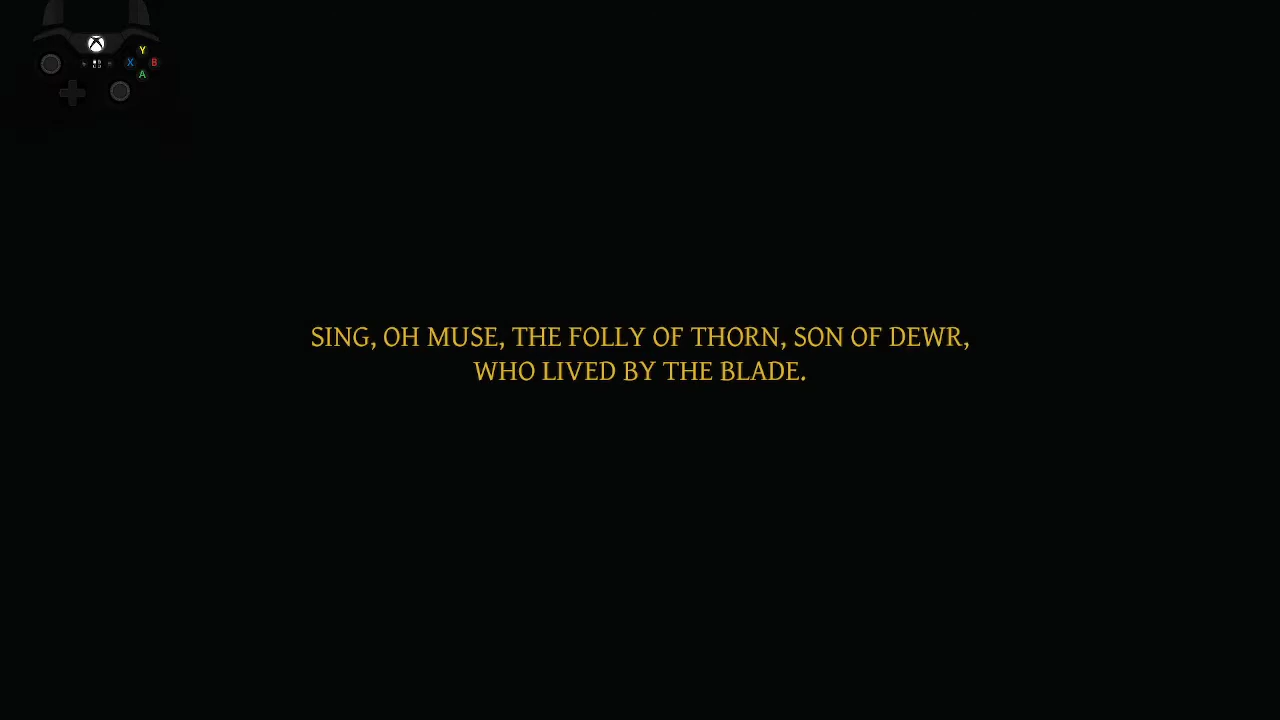 Y
X B
A
SING, OH MUSE, THE FOLLY OF THORN, SON OF DEWR,
WHO LIVED BY THE BLADE.